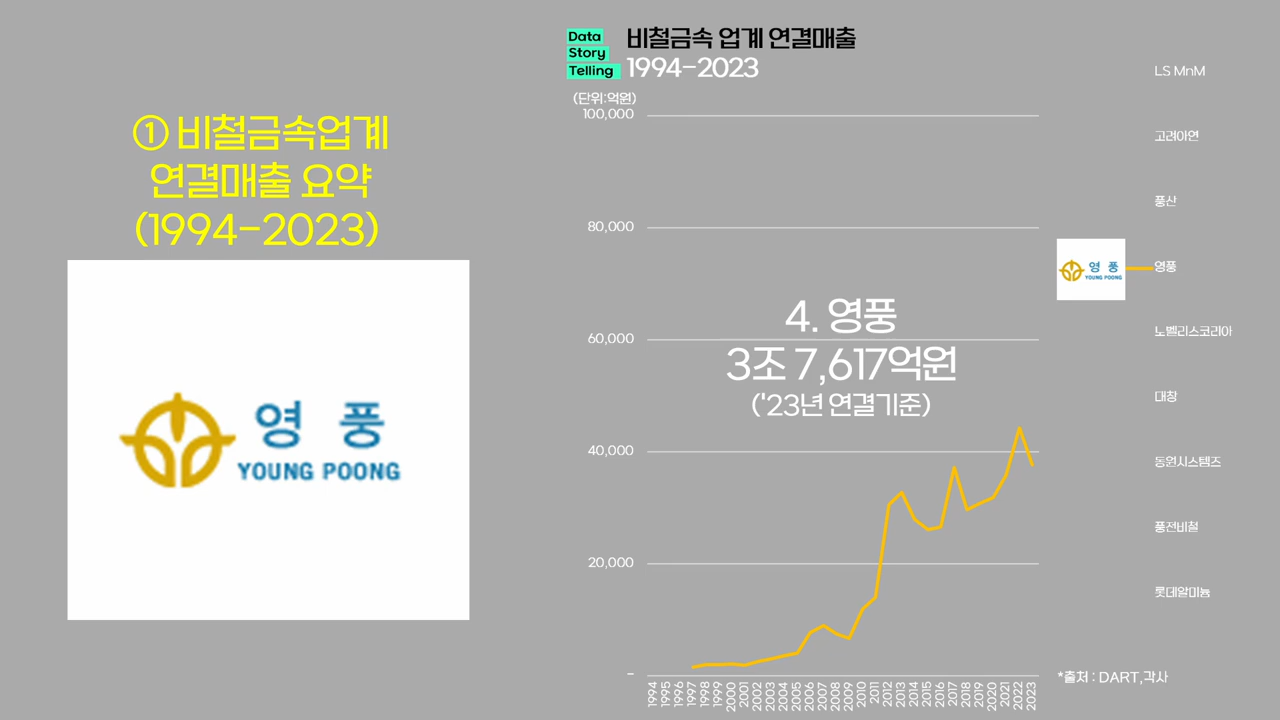 ① 비철금속업계
연결매출 요약
(1994-2023)
영 풍
YOUNG POONG
Data
Story
Telling
비철금속 업계 연결매출
1994-2023
(단위:억원)
100,000
80,000
60,000
40,000
20,000
-
4. 영풍
3조 7,617억원
('23년 연결기준)
1994
1995
1996
1997
1998
1999
2000
2001
2002
2003
2004
2005
2006
2007
2008
2009
2010
2011
2012
2013
2014
2015
2016
2017
2018
2019
2020
2021
2022
2023
LS MnM
고려아연
풍산
영 풍
YOUNG POONG
영풍
노벨리스코리아
대창
동원시스템즈
풍전비철
롯데알미늄
*출처 : DART,각사